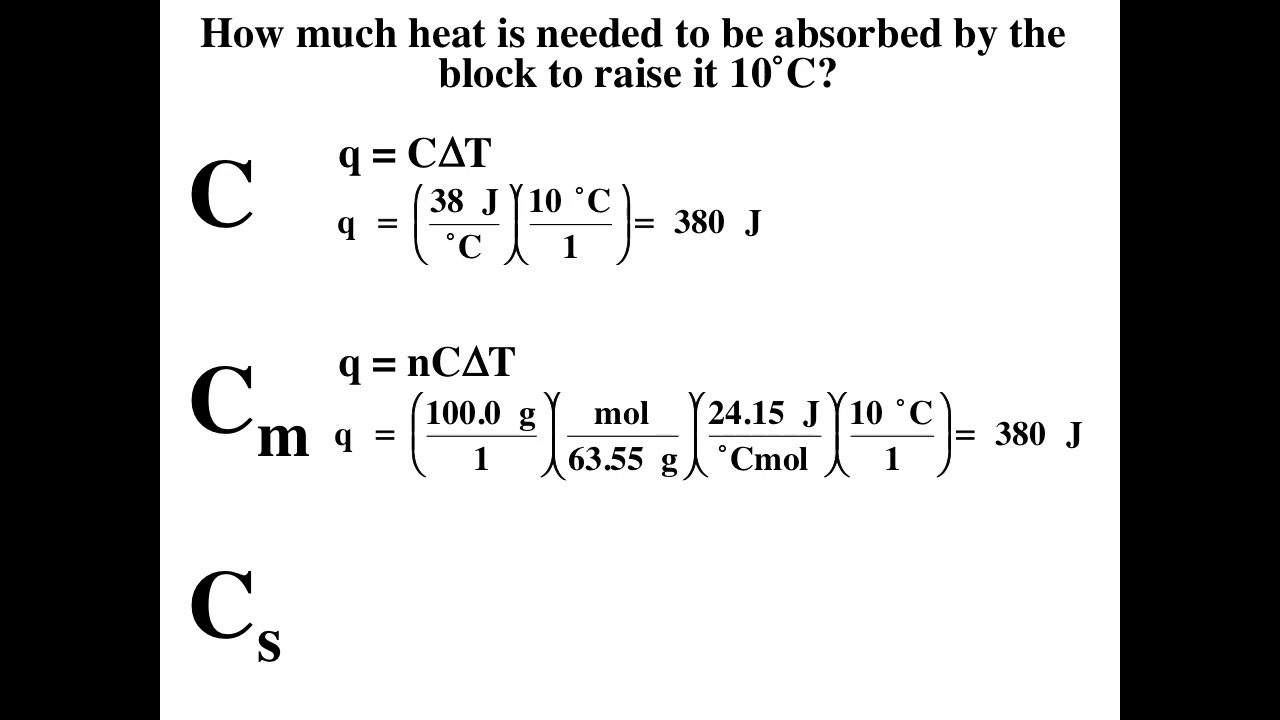 How much heat is needed to be absorbed by the
block to raise it 10˚C?
C
q = CΔT
q = (38 J / ˚C)(10 ˚C / 1) = 380 J
Cm
q = nCΔT
q = (100.0 g / 1)(mol / 63.55 g)(24.15 J / ˚Cmol)(10 ˚C / 1) = 380 J
Cs